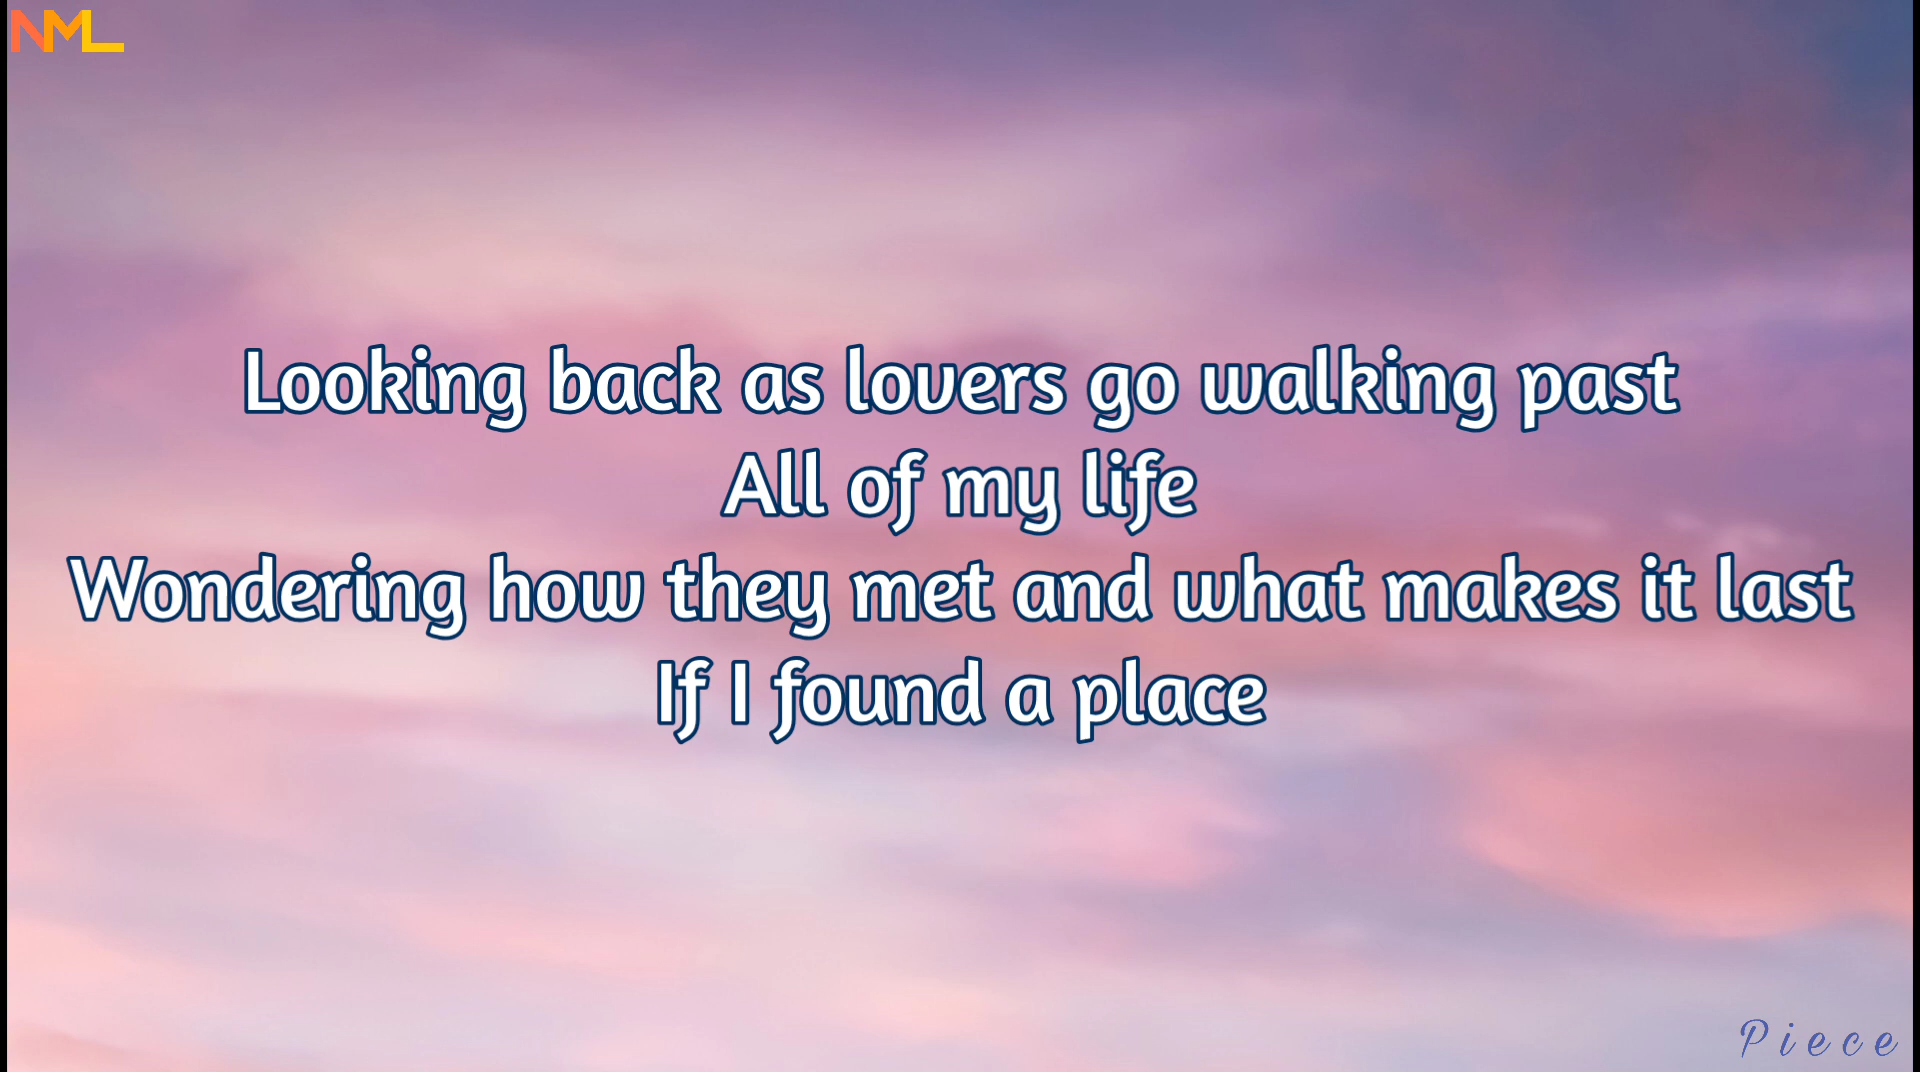 NML
Looking back as lovers go walking past
All of my life
Wondering how they met and what makes it last
If I found a place
Piece